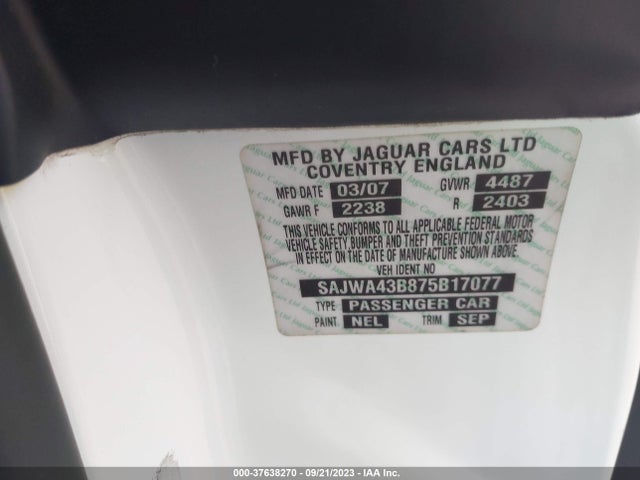 MFD BY JAGUAR CARS LTD
COVENTRY ENGLAND
MFD DATE 03/07 GVWR 4487
GAWR F 2238 R 2403
THIS VEHICLE CONFORMS TO ALL APPLICABLE FEDERAL MOTOR
VEHICLE SAFETY BUMPER AND THEFT PREVENTION STANDARDS
IN EFFECT ON THE DATE OF MANUFACTURE SHOWN ABOVE.
VEH IDENT NO
SAJWA43B875B17077
TYPE PASSENGER CAR
PAINT NEL TRIM SEP
000-37638270 - 09/21/2023 - IAA Inc.